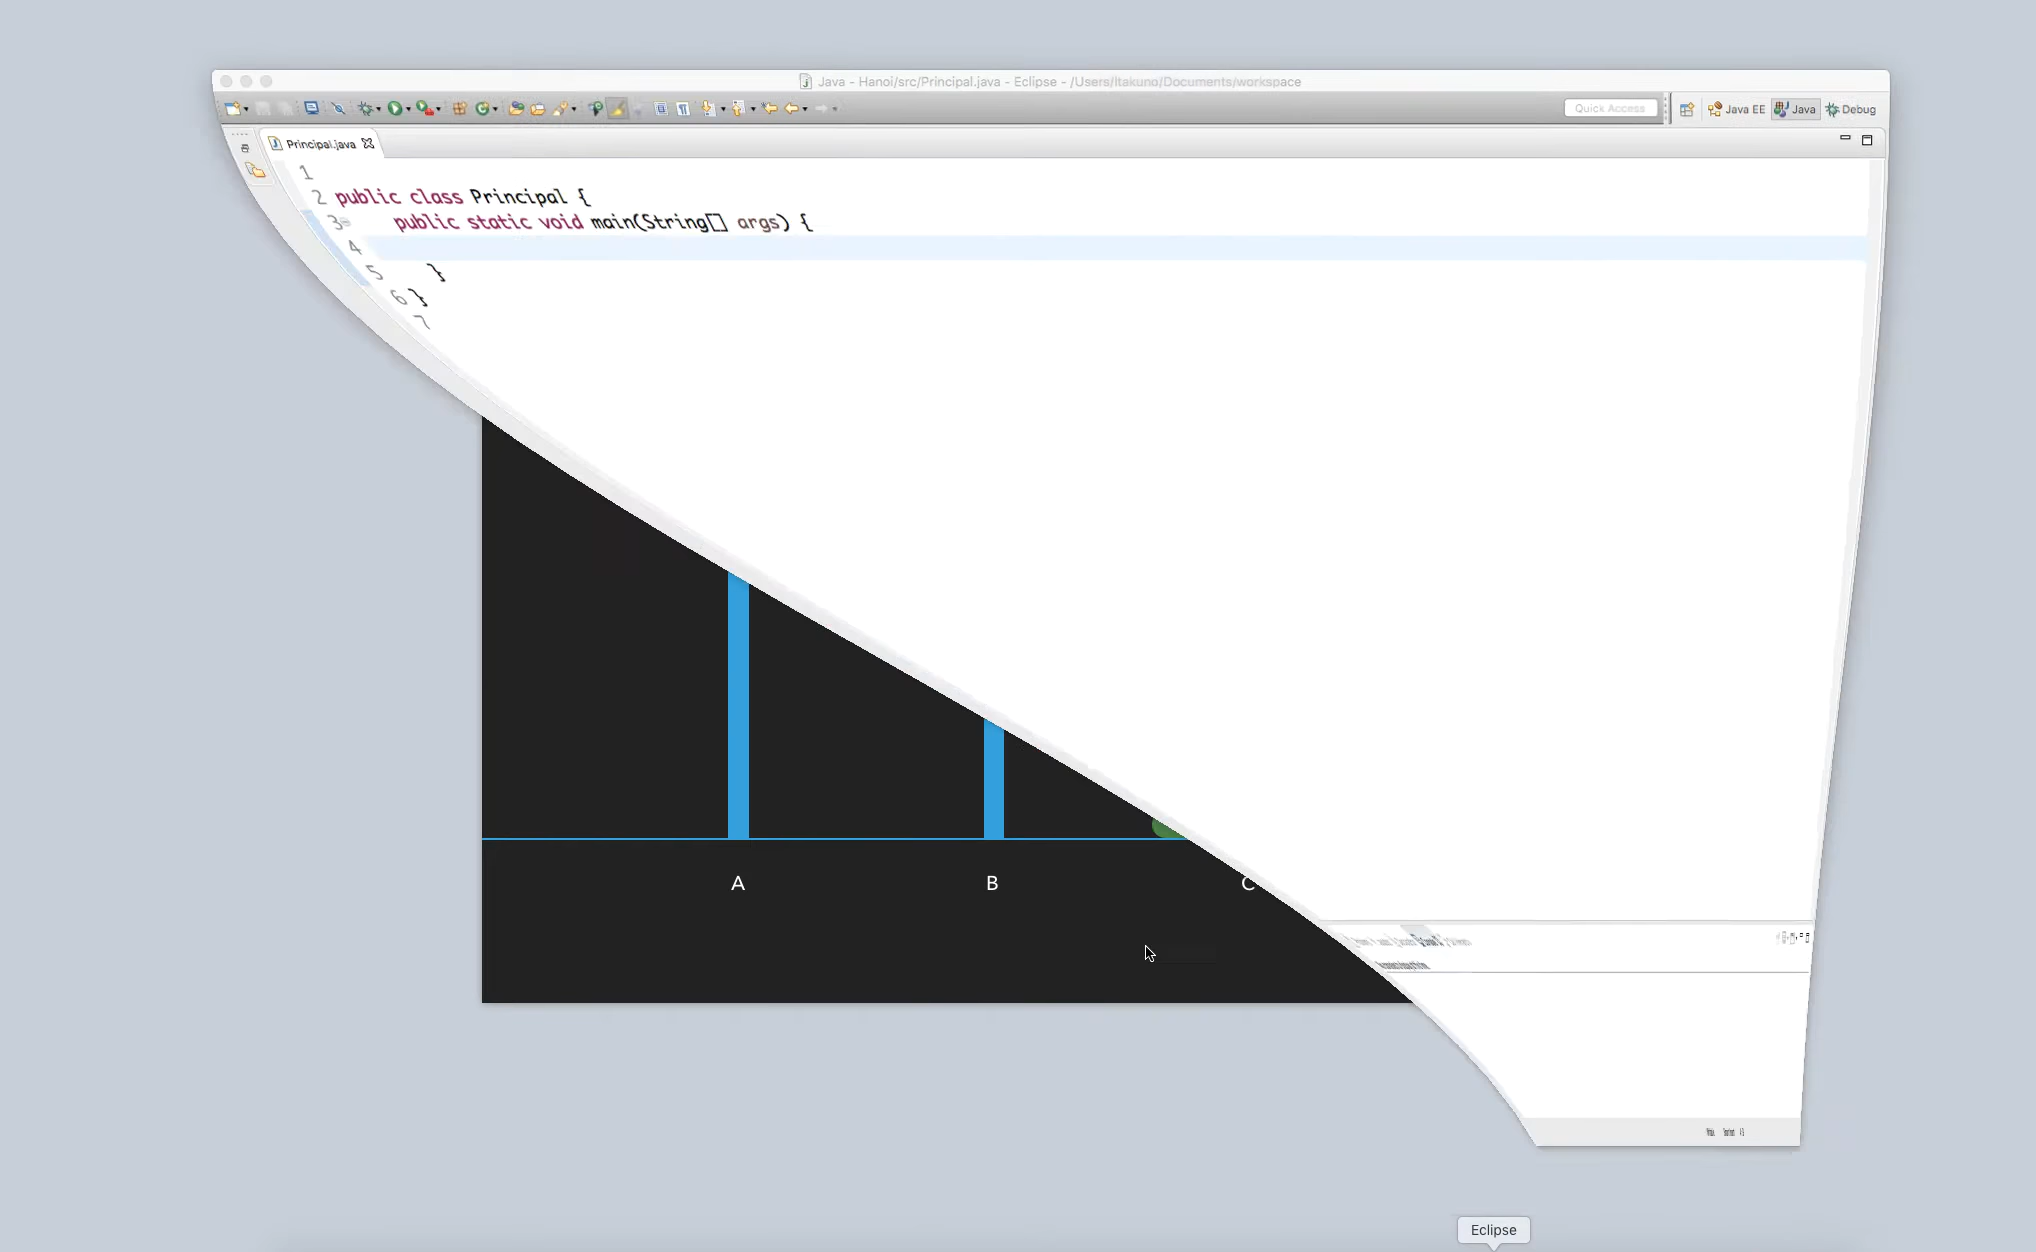 Java - Hanoi/src/Principal.java - Eclipse - /Users/ltakuno/Documents/workspace
Quick Access
Java EE
Java
Debug
Principal.java
1
2 public class Principal {
3 public static void main(String[] args) {
4
5 }
6 }
7
A
B
C
Eclipse